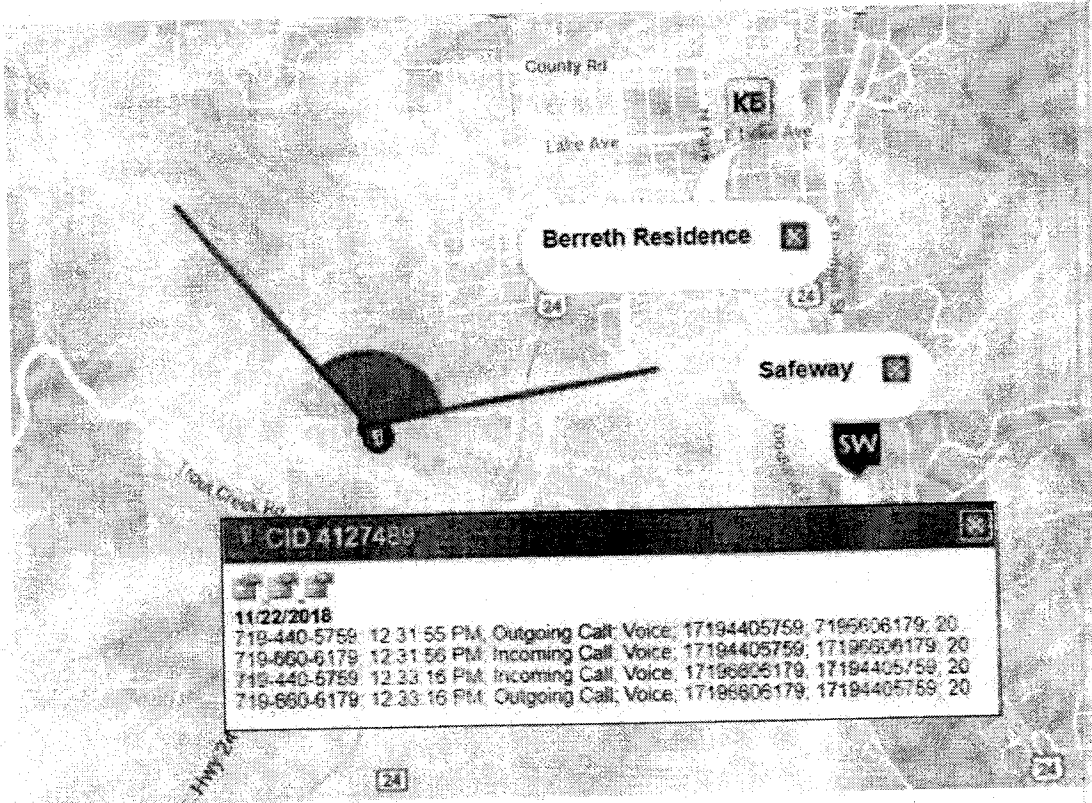 County Rd
KB
Lake Ave
E Lake Ave
Berreth Residence
24
24
Safeway
SW
Trout Creek Rd
CID 4127489
11/22/2018
719-440-5759, 12:31:55 PM, Outgoing Call, Voice, 17194405759, 7196606179, 20
719-660-6179, 12:31:56 PM, Incoming Call, Voice, 17194405759, 17196606179, 20
719-440-5759, 12:33:16 PM, Incoming Call, Voice, 17196606179, 17194405759, 20
719-660-6179, 12:33:16 PM, Outgoing Call, Voice, 17196606179, 17194405759, 20
Hwy 24
24
24